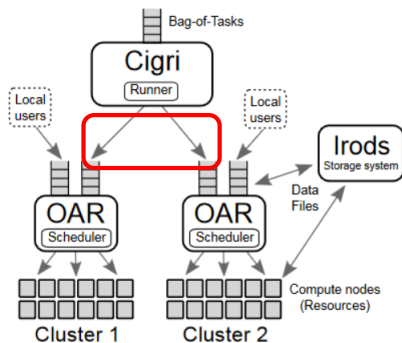 Bag-of-Tasks
Cigri
Runner
Local
users
Local
users
Irods
Storage system
Data
Files
OAR
Scheduler
OAR
Scheduler
Compute nodes
(Resources)
Cluster 1
Cluster 2